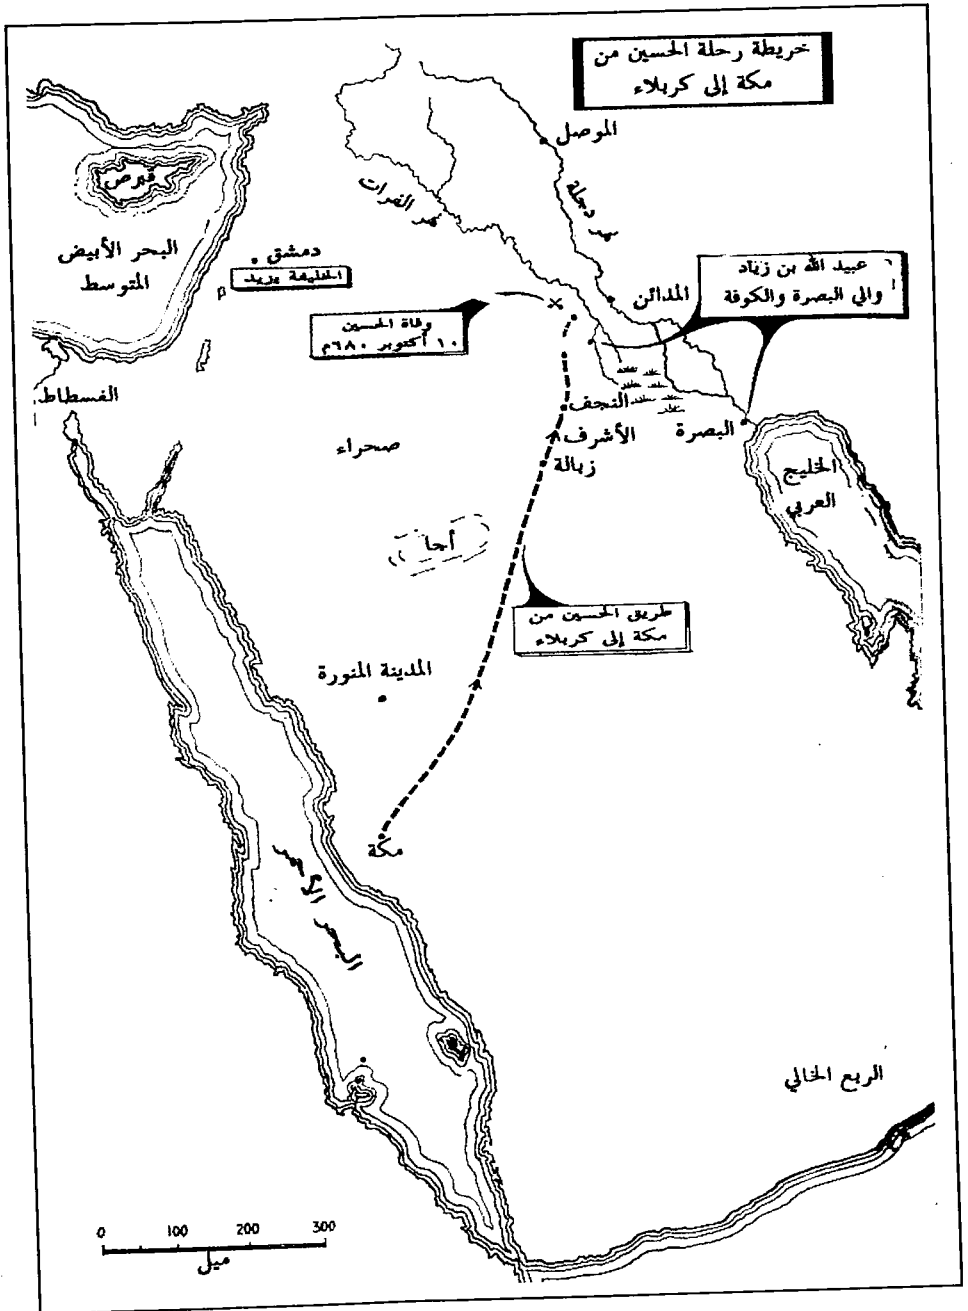 خريطة رحلة الحسين من
مكة إلى كربلاء
الموصل
نهر دجلة
نهر الفرات
قبرص
البحر الأبيض
المتوسط
دمشق
الخليفة يزيد
عبيد الله بن زياد
والي البصرة والكوفة
المدائن
وفاة الحسين
١٠ أكتوبر ٦٨٠م
الفسطاط
النجف
الأشرف
البصرة
صحراء
زبالة
الخليج
العربي
أجا
طريق الحسين من
مكة إلى كربلاء
المدينة المنورة
مكة
البحر الأحمر
الربع الخالي
0 100 200 300
ميل